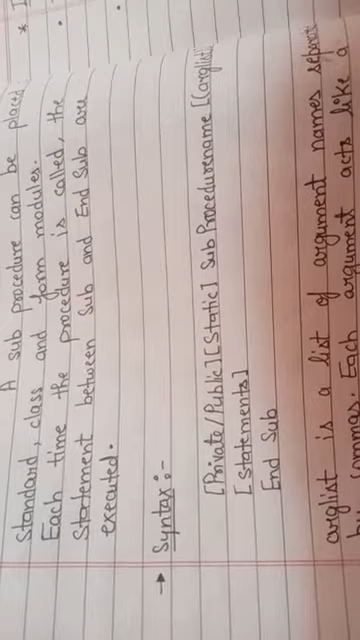 A sub procedure can be placed
Standard, class and form modules.
Each time the procedure is called, the
Statement between Sub and End Sub are
executed.
→ Syntax :-
[Private/Public][Static] Sub Procedurename [(arglist
[Statements]
End Sub
arglist is a list of argument names separate
commas. Each argument acts like a